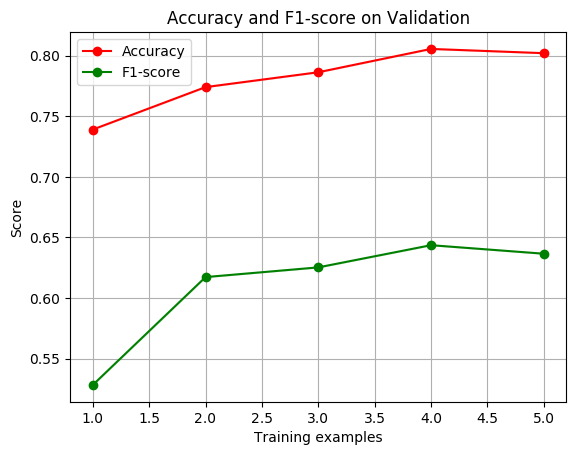 Accuracy and F1-score on Validation
Accuracy
F1-score
0.80
0.75
0.70
0.65
0.60
0.55
Score
1.0 1.5 2.0 2.5 3.0 3.5 4.0 4.5 5.0
Training examples